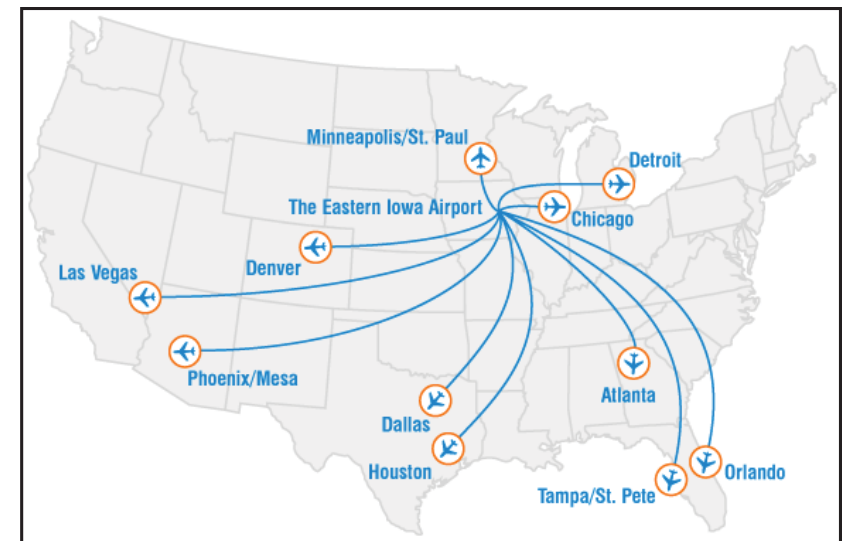 Minneapolis/St. Paul
Detroit
The Eastern Iowa Airport
Chicago
Denver
Las Vegas
Phoenix/Mesa
Atlanta
Dallas
Houston
Orlando
Tampa/St. Pete